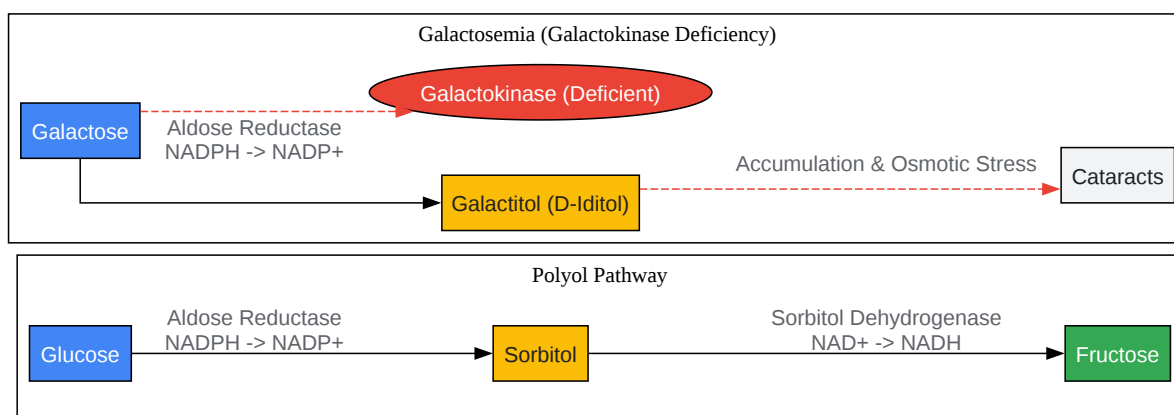 Galactosemia (Galactokinase Deficiency)
Galactokinase (Deficient)
Galactose
Aldose Reductase
NADPH -> NADP+
Accumulation & Osmotic Stress
Cataracts
Galactitol (D-Iditol)
Polyol Pathway
Aldose Reductase
NADPH -> NADP+
Sorbitol Dehydrogenase
NAD+ -> NADH
Glucose
Sorbitol
Fructose